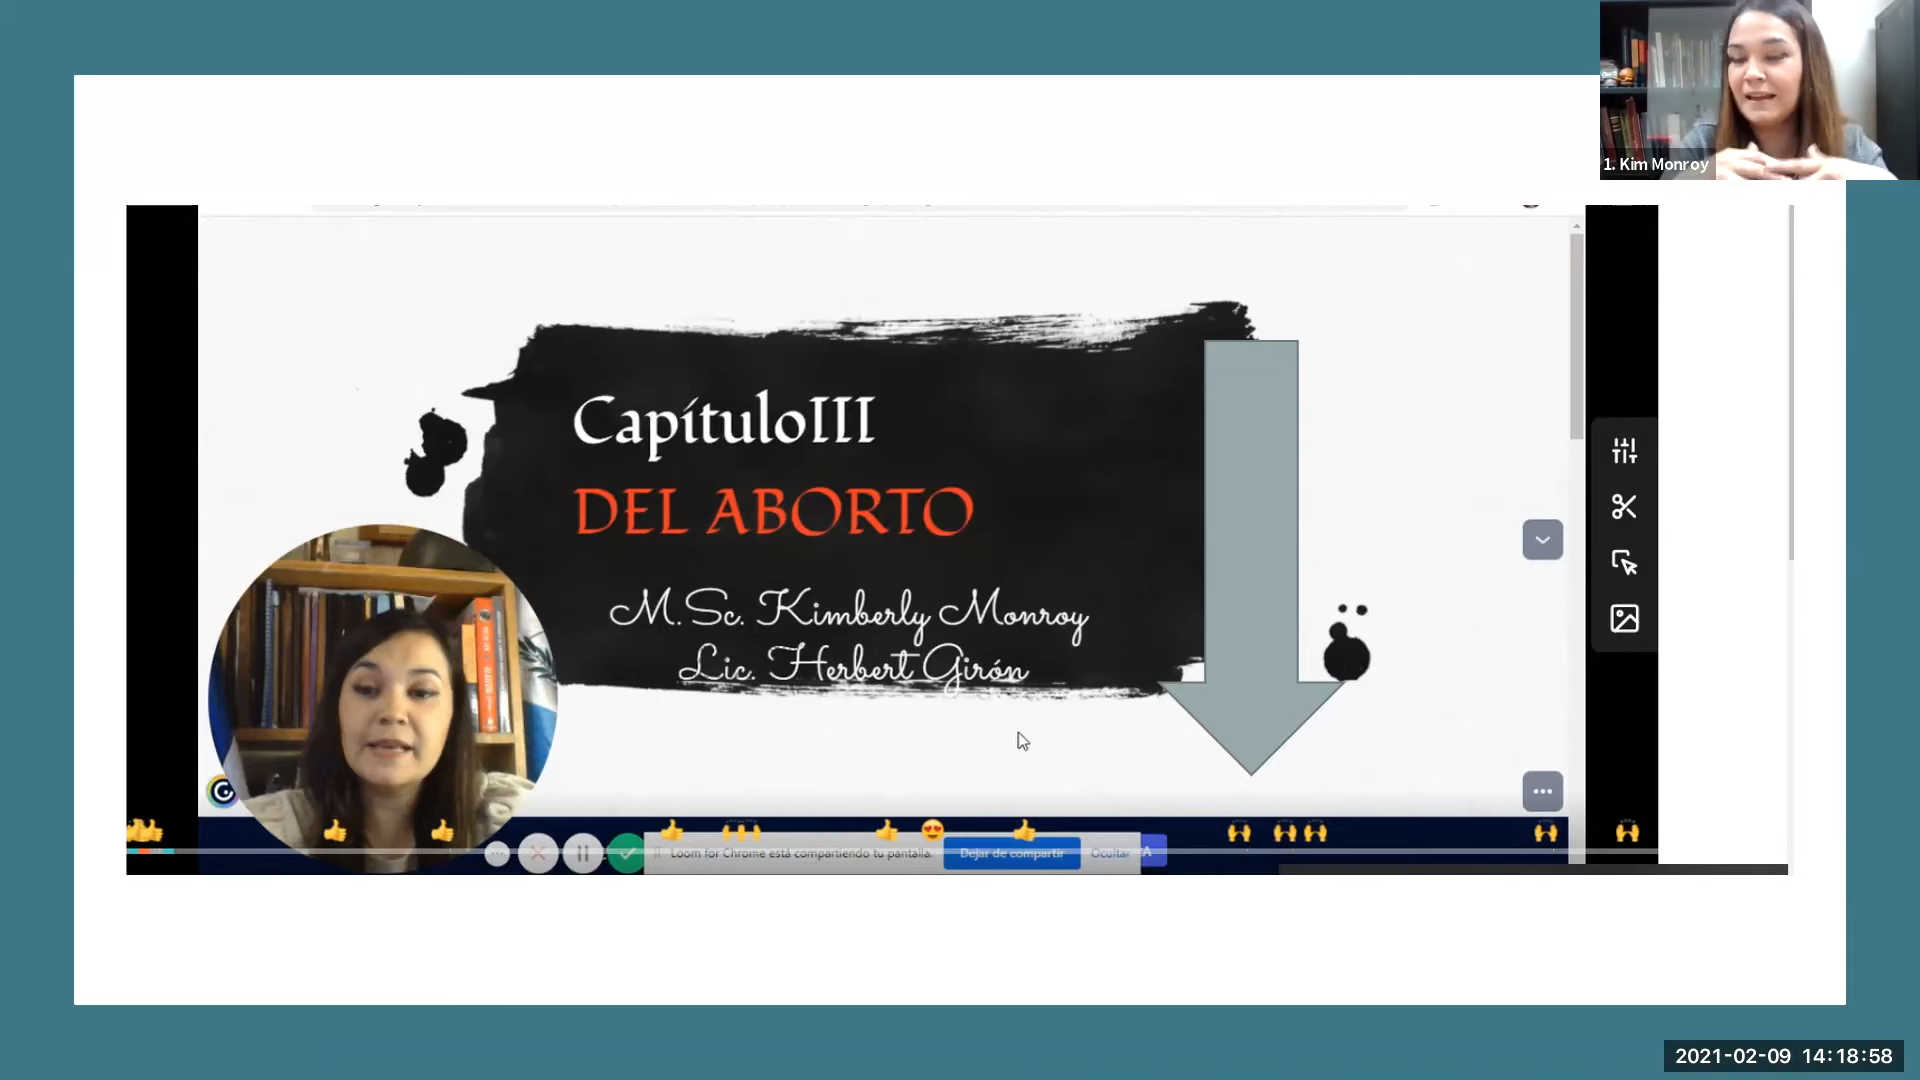 1. Kim Monroy
CapítuloIII
DEL ABORTO
M.Sc. Kimberly Monroy
Lic. Herbert Girón
Loom for Chrome está compartiendo tu pantalla.
Dejar de compartir
Ocultar
A
2021-02-09 14:18:58